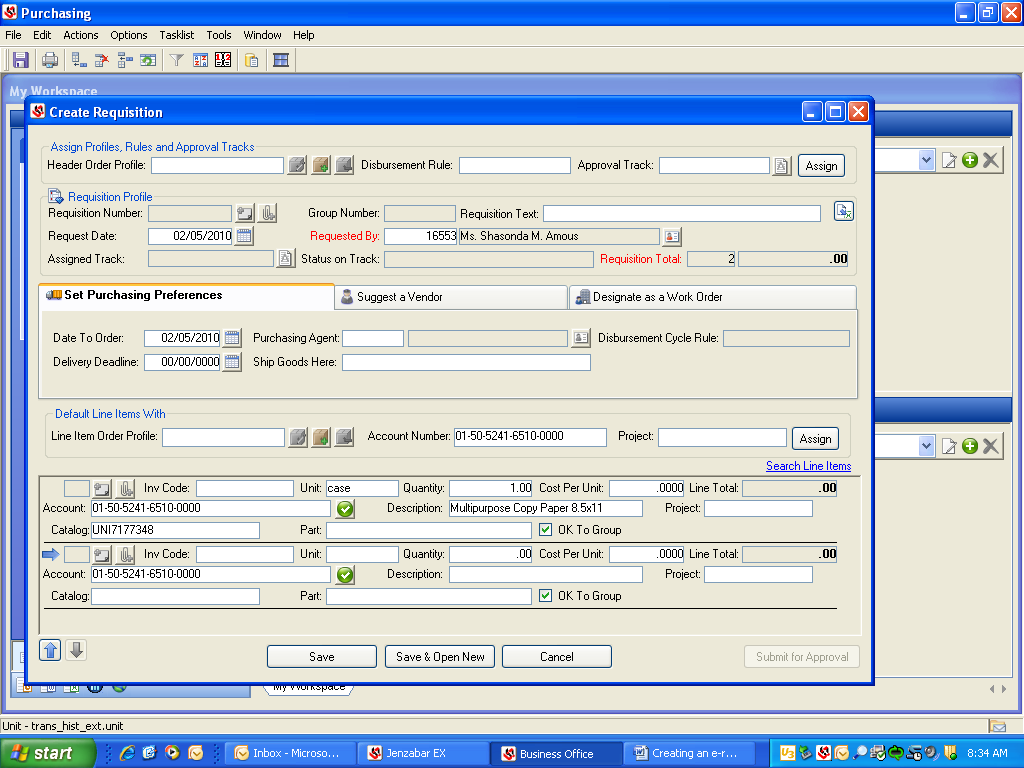 Purchasing
File Edit Actions Options Tasklist Tools Window Help
My Workspace
Create Requisition
Assign Profiles, Rules and Approval Tracks
Header Order Profile: Disbursement Rule: Approval Track: Assign
Requisition Profile
Requisition Number: Group Number: Requisition Text:
Request Date: 02/05/2010 Requested By: 16553 Ms. Shasonda M. Amous
Assigned Track: Status on Track: Requisition Total: 2 .00
Set Purchasing Preferences Suggest a Vendor Designate as a Work Order
Date To Order: 02/05/2010 Purchasing Agent: Disbursement Cycle Rule:
Delivery Deadline: 00/00/0000 Ship Goods Here:
Default Line Items With
Line Item Order Profile: Account Number: 01-50-5241-6510-0000 Project: Assign
Search Line Items
Inv Code: Unit: case Quantity: 1.00 Cost Per Unit: .0000 Line Total: .00
Account: 01-50-5241-6510-0000 Description: Multipurpose Copy Paper 8.5x11 Project:
Catalog: UNI7177348 Part: OK To Group
Inv Code: Unit: Quantity: .00 Cost Per Unit: .0000 Line Total: .00
Account: 01-50-5241-6510-0000 Description: Project:
Catalog: Part: OK To Group
Save Save & Open New Cancel Submit for Approval
My Workspace
Unit - trans_hist_ext.unit
start Inbox - Microso... Jenzabar EX Business Office Creating an e-r... 8:34 AM